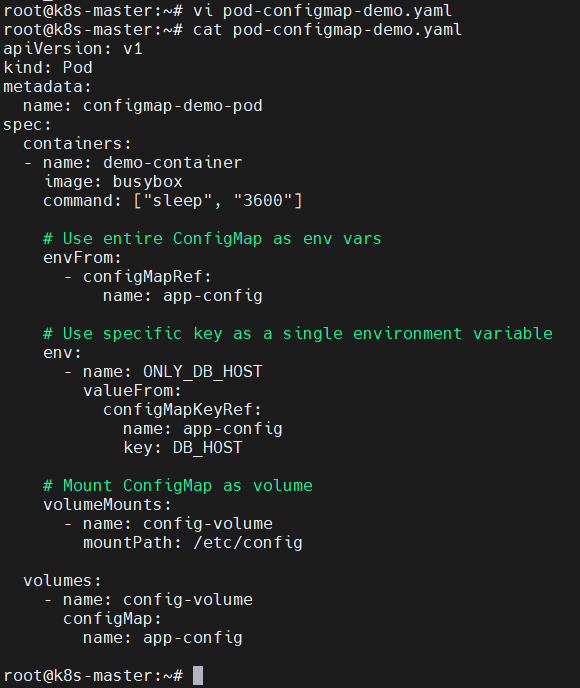 root@k8s-master:~# vi pod-configmap-demo.yaml
root@k8s-master:~# cat pod-configmap-demo.yaml
apiVersion: v1
kind: Pod
metadata:
  name: configmap-demo-pod
spec:
  containers:
  - name: demo-container
    image: busybox
    command: ["sleep", "3600"]

    # Use entire ConfigMap as env vars
    envFrom:
      - configMapRef:
          name: app-config

    # Use specific key as a single environment variable
    env:
      - name: ONLY_DB_HOST
        valueFrom:
          configMapKeyRef:
            name: app-config
            key: DB_HOST

    # Mount ConfigMap as volume
    volumeMounts:
      - name: config-volume
        mountPath: /etc/config

  volumes:
    - name: config-volume
      configMap:
        name: app-config

root@k8s-master:~#